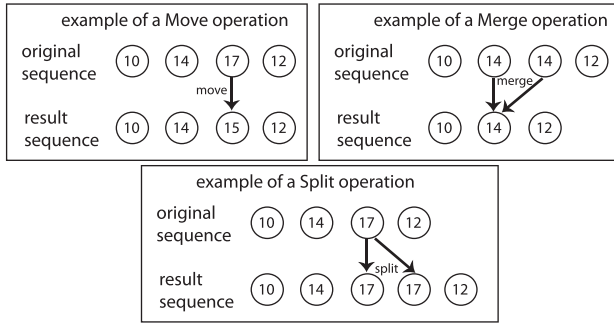 example of a Move operation
original sequence 10 14 17 12
move
result sequence 10 14 15 12
example of a Merge operation
original sequence 10 14 14 12
merge
result sequence 10 14 12
example of a Split operation
original sequence 10 14 17 12
split
result sequence 10 14 17 17 12